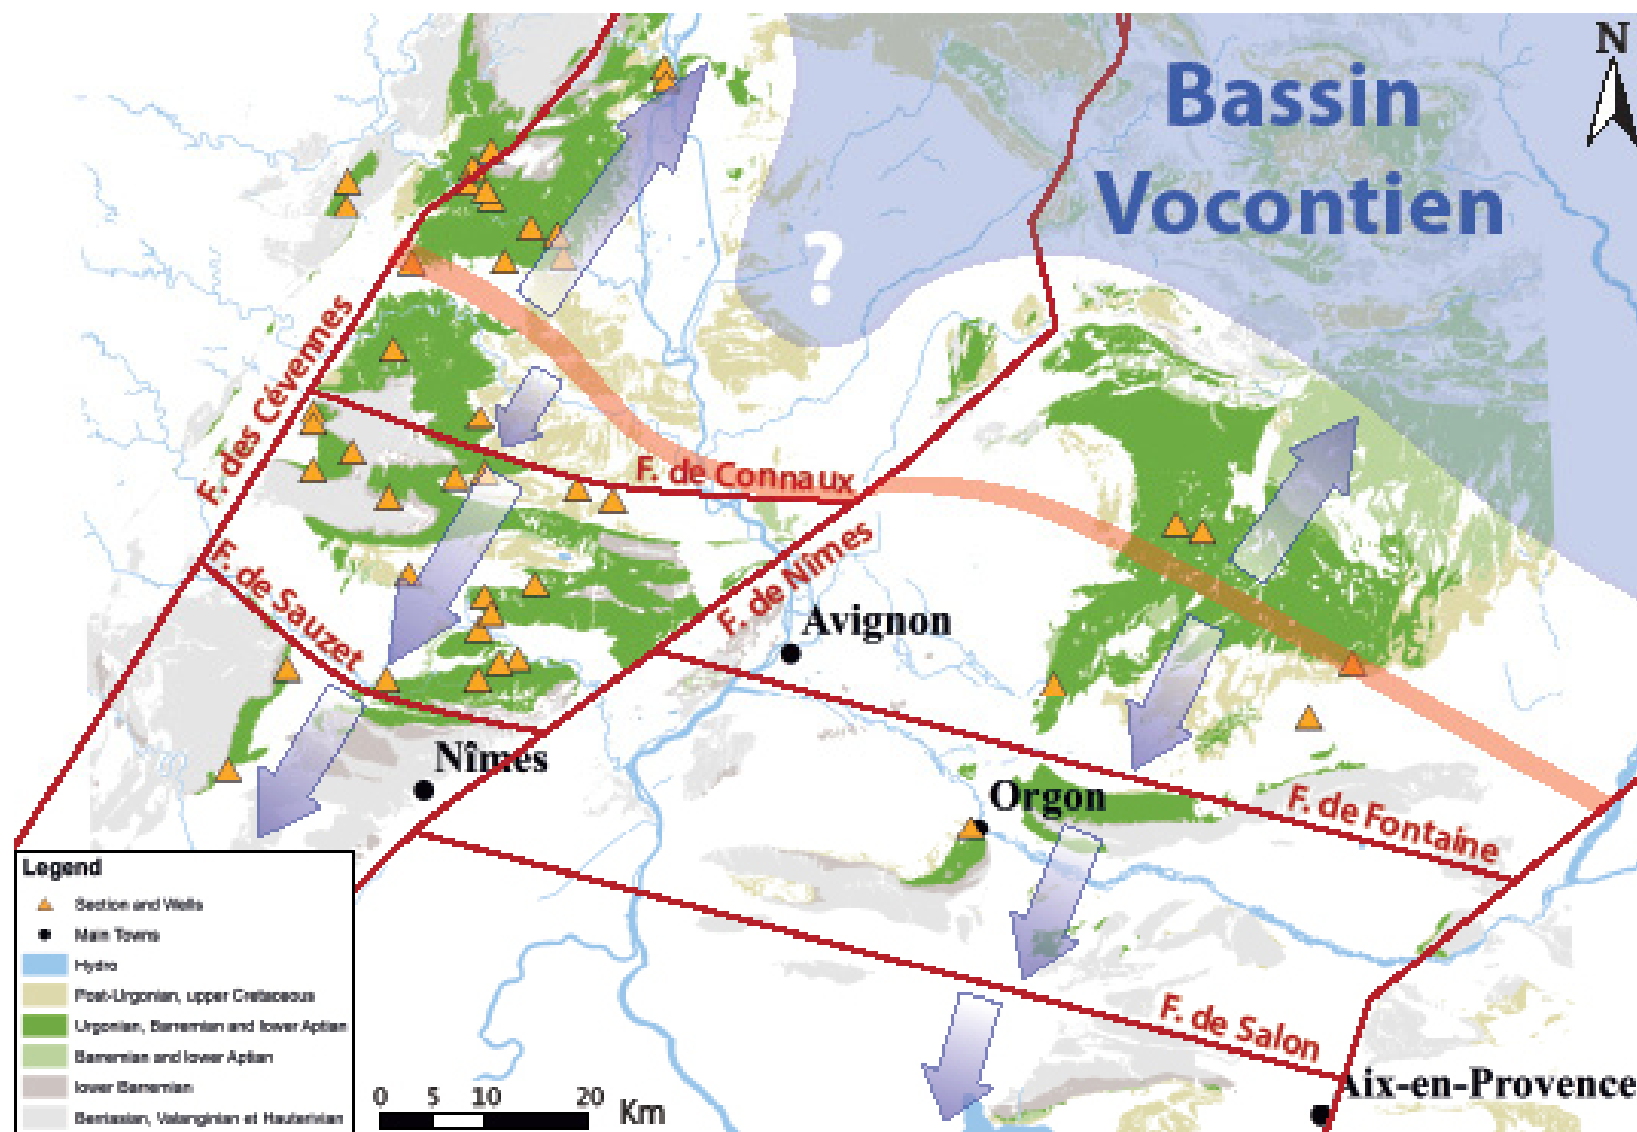 N
Bassin
Vocontien
?
F. des Cévennes
F. de Connaux
F. de Nîmes
F. de Sauzet
Avignon
Nîmes
Orgon
F. de Fontaine
F. de Salon
Aix-en-Provence
Legend
Section and Wells
Main Towns
Hydro
Post-Urgonian, upper Cretaceous
Urgonian, Barremian and lower Aptian
Barremian and lower Aptian
lower Barremian
Berriasian, Valanginian et Hauterivian
0 5 10 20 Km